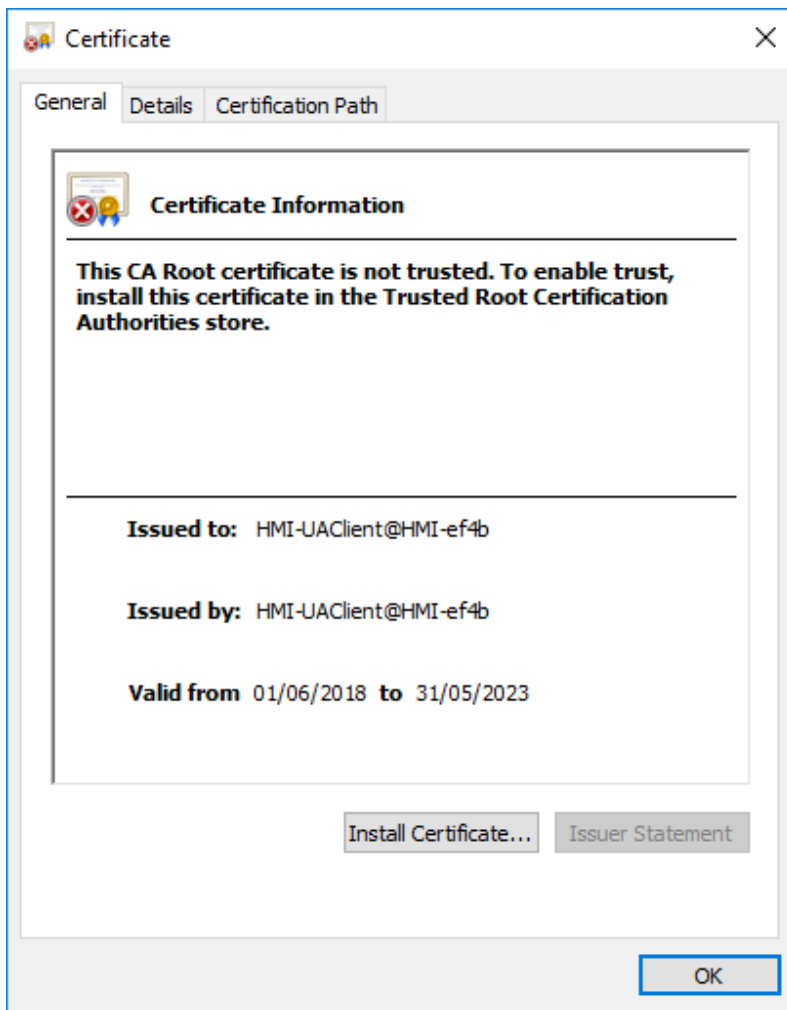 Certificate
General Details Certification Path
Certificate Information
This CA Root certificate is not trusted. To enable trust,
install this certificate in the Trusted Root Certification
Authorities store.
Issued to: HMI-UAClient@HMI-ef4b
Issued by: HMI-UAClient@HMI-ef4b
Valid from 01/06/2018 to 31/05/2023
Install Certificate... Issuer Statement
OK